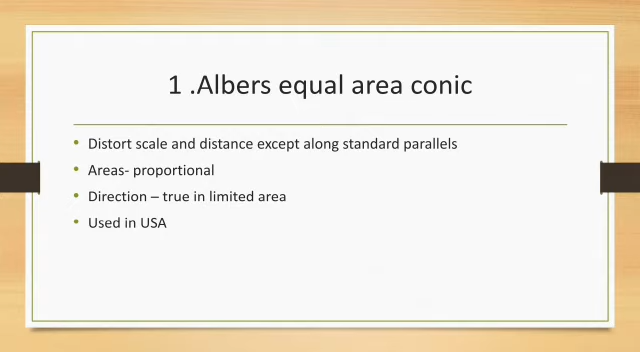 1 .Albers equal area conic
• Distort scale and distance except along standard parallels
• Areas- proportional
• Direction – true in limited area
• Used in USA